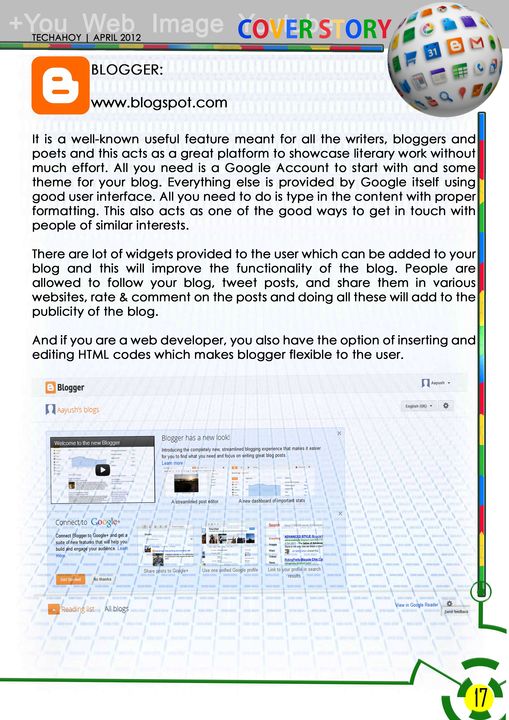 +You Web Image
TECHAHOY | APRIL 2012
COVER STORY
BLOGGER:
www.blogspot.com
It is a well-known useful feature meant for all the writers, bloggers and
poets and this acts as a great platform to showcase literary work without
much effort. All you need is a Google Account to start with and some
theme for your blog. Everything else is provided by Google itself using
good user interface. All you need to do is type in the content with proper
formatting. This also acts as one of the good ways to get in touch with
people of similar interests.
There are lot of widgets provided to the user which can be added to your
blog and this will improve the functionality of the blog. People are
allowed to follow your blog, tweet posts, and share them in various
websites, rate & comment on the posts and doing all these will add to the
publicity of the blog.
And if you are a web developer, you also have the option of inserting and
editing HTML codes which makes blogger flexible to the user.
Blogger
Aayush
Aayush's blogs
English (UK)
Welcome to the new Blogger
Blogger has a new look!
Introducing the completely new, streamlined blogging experience that makes it easier
for you to find what you need and focus on writing great blog posts.
Learn more
A streamlined post editor
A new dashboard of important stats
Connect to Google+
Connect Blogger to Google+ and get a
suite of new features that will help you
build and engage your audience. Learn
more
Get started
No thanks
Share posts to Google+
Use one unified Google profile
Link to your profile in search
results
Reading list
All blogs
View in Google Reader
Send feedback
17